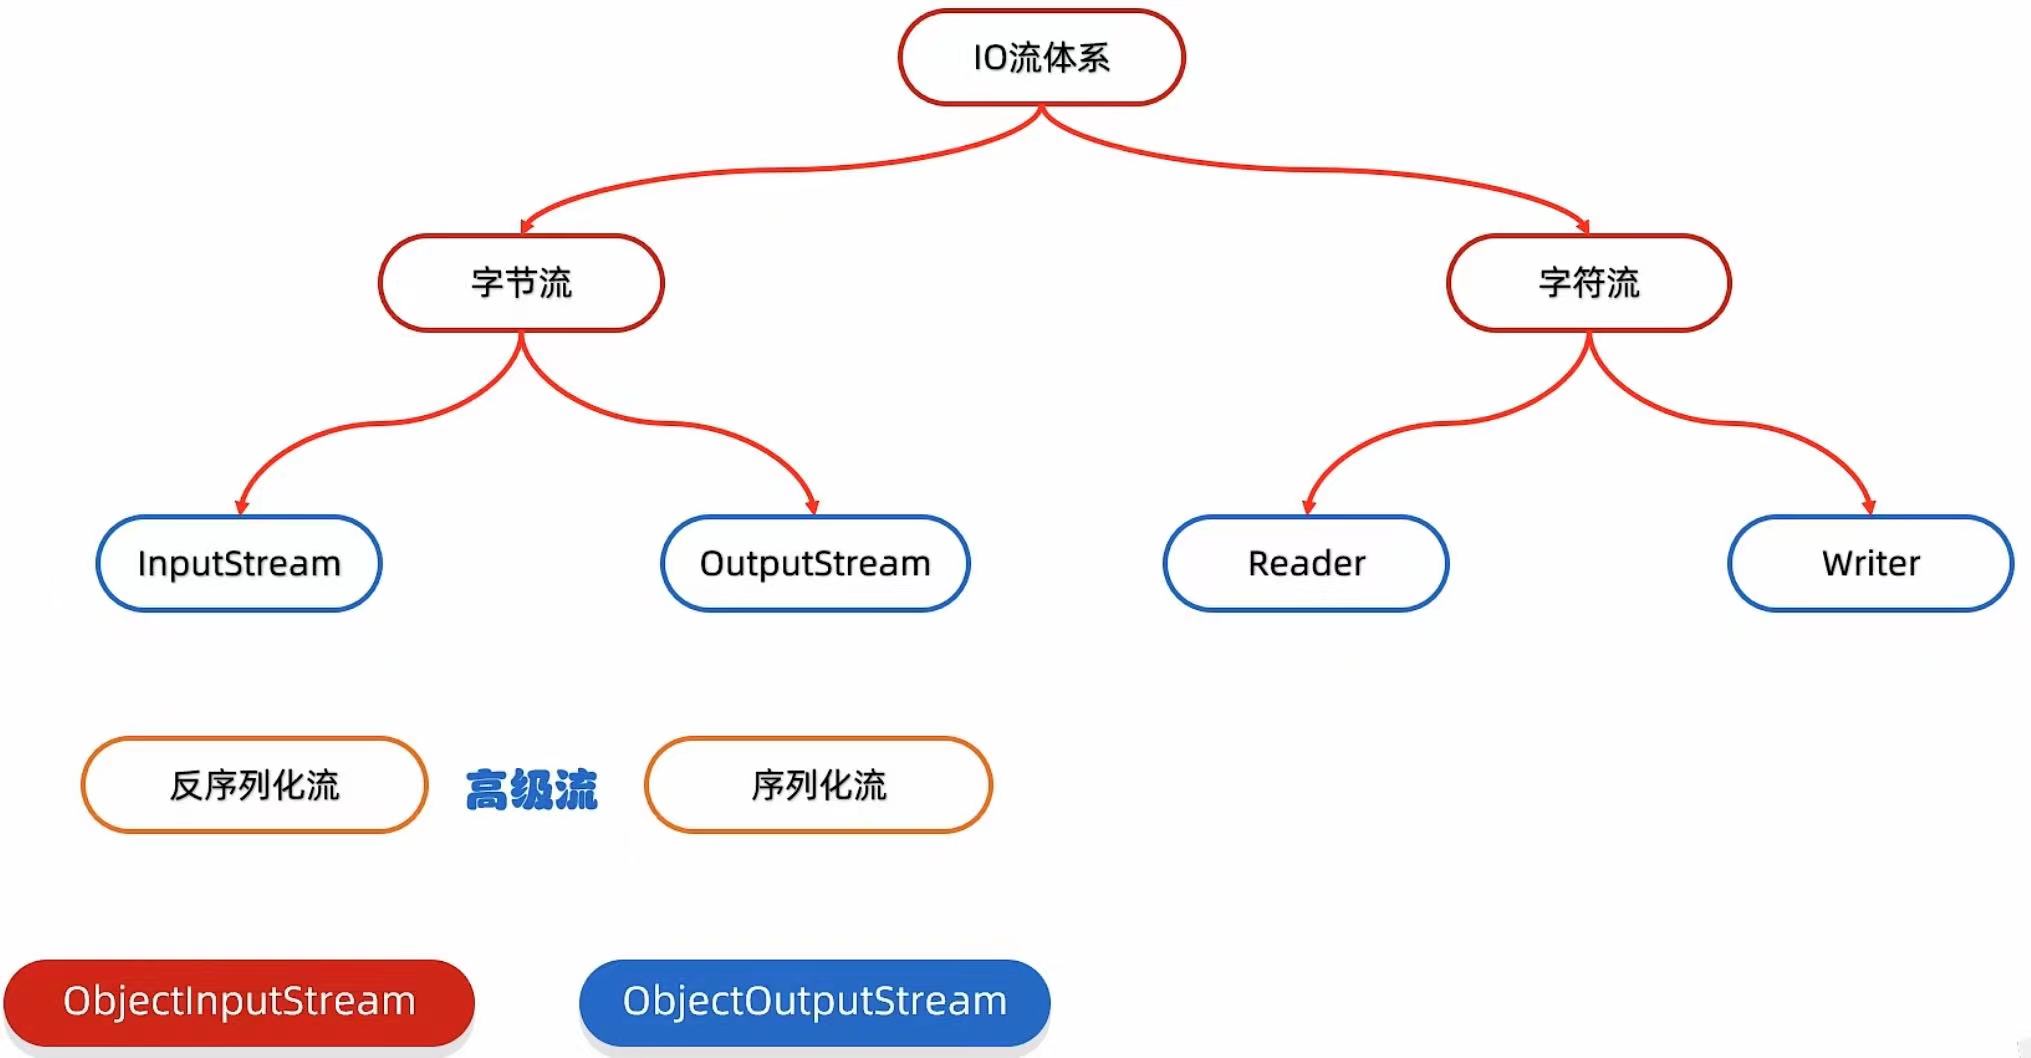 IO流体系
字节流
字符流
InputStream
OutputStream
Reader
Writer
反序列化流
高级流
序列化流
ObjectInputStream
ObjectOutputStream